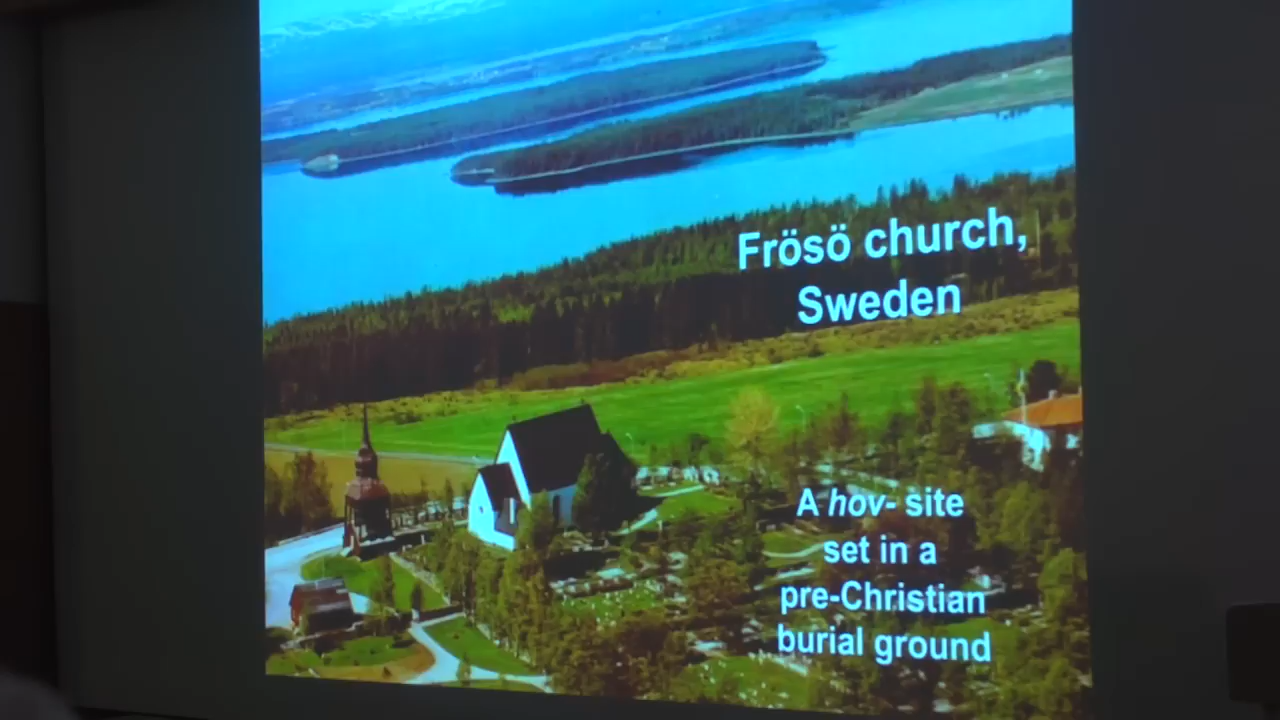 Frösö church,
Sweden
A hov- site
set in a
pre-Christian
burial ground